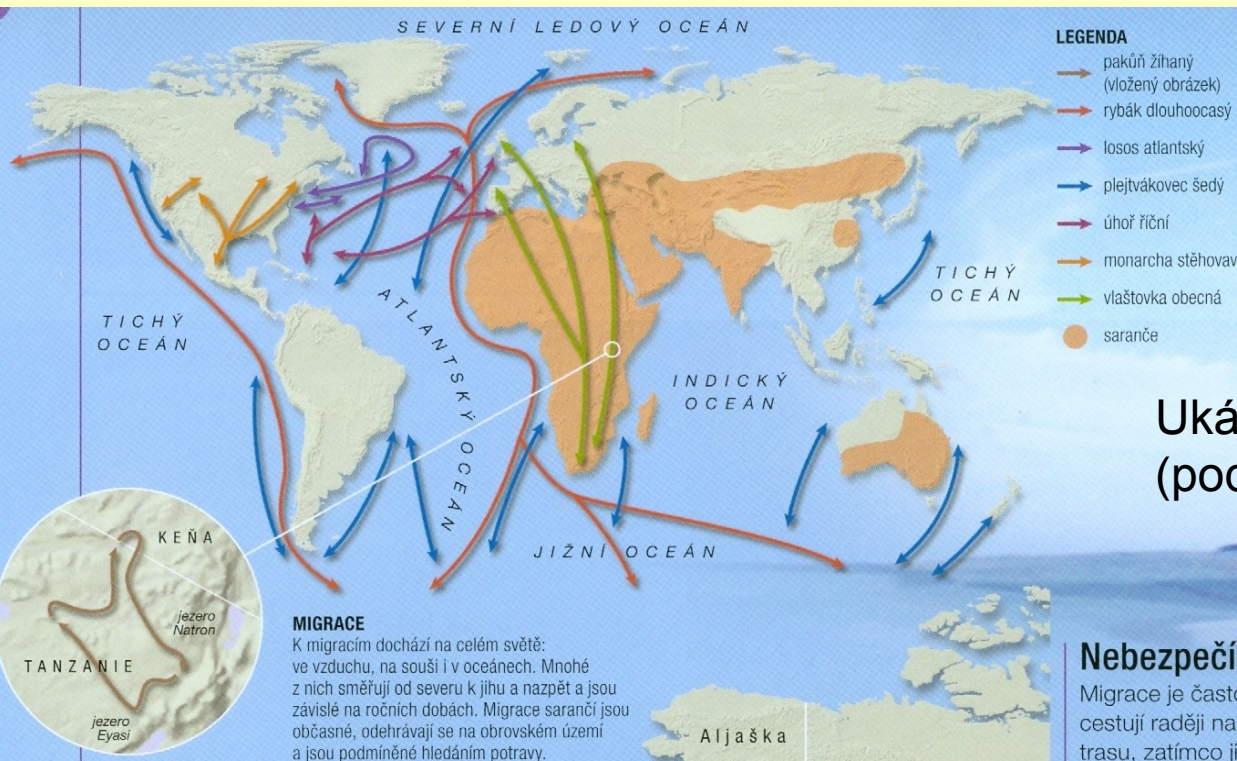 SEVERNÍ LEDOVÝ OCEÁN
LEGENDA
pakůň žíhaný
(vložený obrázek)
rybák dlouhoocasý
losos atlantský
plejtvákovec šedý
úhoř říční
monarcha stěhovav
vlaštovka obecná
saranče
TICHÝ
OCEÁN
ATLANTSKÝ OCEÁN
INDICKÝ
OCEÁN
TICHÝ
OCEÁN
JIŽNÍ OCEÁN
Uká
(poc
KEŇA
jezero
Natron
TANZANIE
jezero
Eyasi
MIGRACE
K migracím dochází na celém světě:
ve vzduchu, na souši i v oceánech. Mnohé
z nich směřují od severu k jihu a nazpět a jsou
závislé na ročních dobách. Migrace sarančí jsou
občasné, odehrávají se na obrovském území
a jsou podmíněné hledáním potravy.
Aljaška
Nebezpečí
Migrace je často
cestují raději na
trasu, zatímco ji